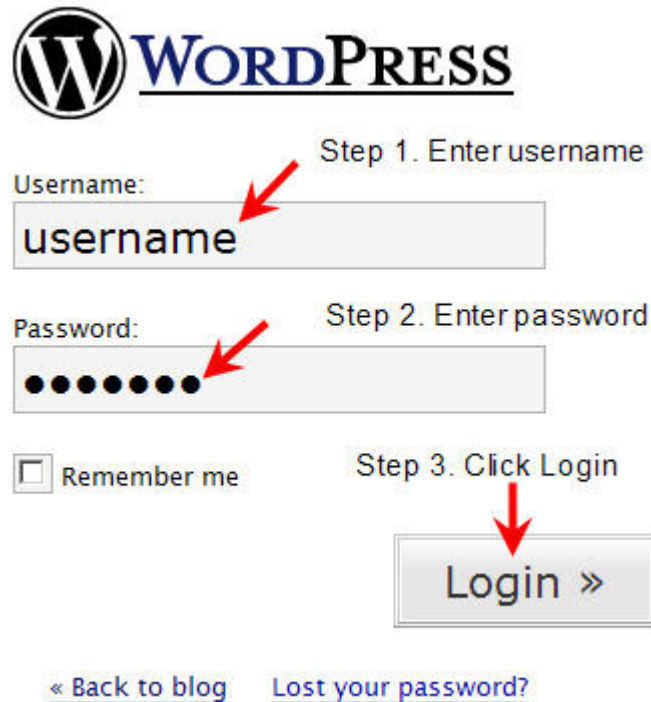 WORDPRESS
Step 1. Enter username
Username:
username
Step 2. Enter password
Password:
●●●●●●●
Remember me
Step 3. Click Login
Login »
« Back to blog Lost your password?